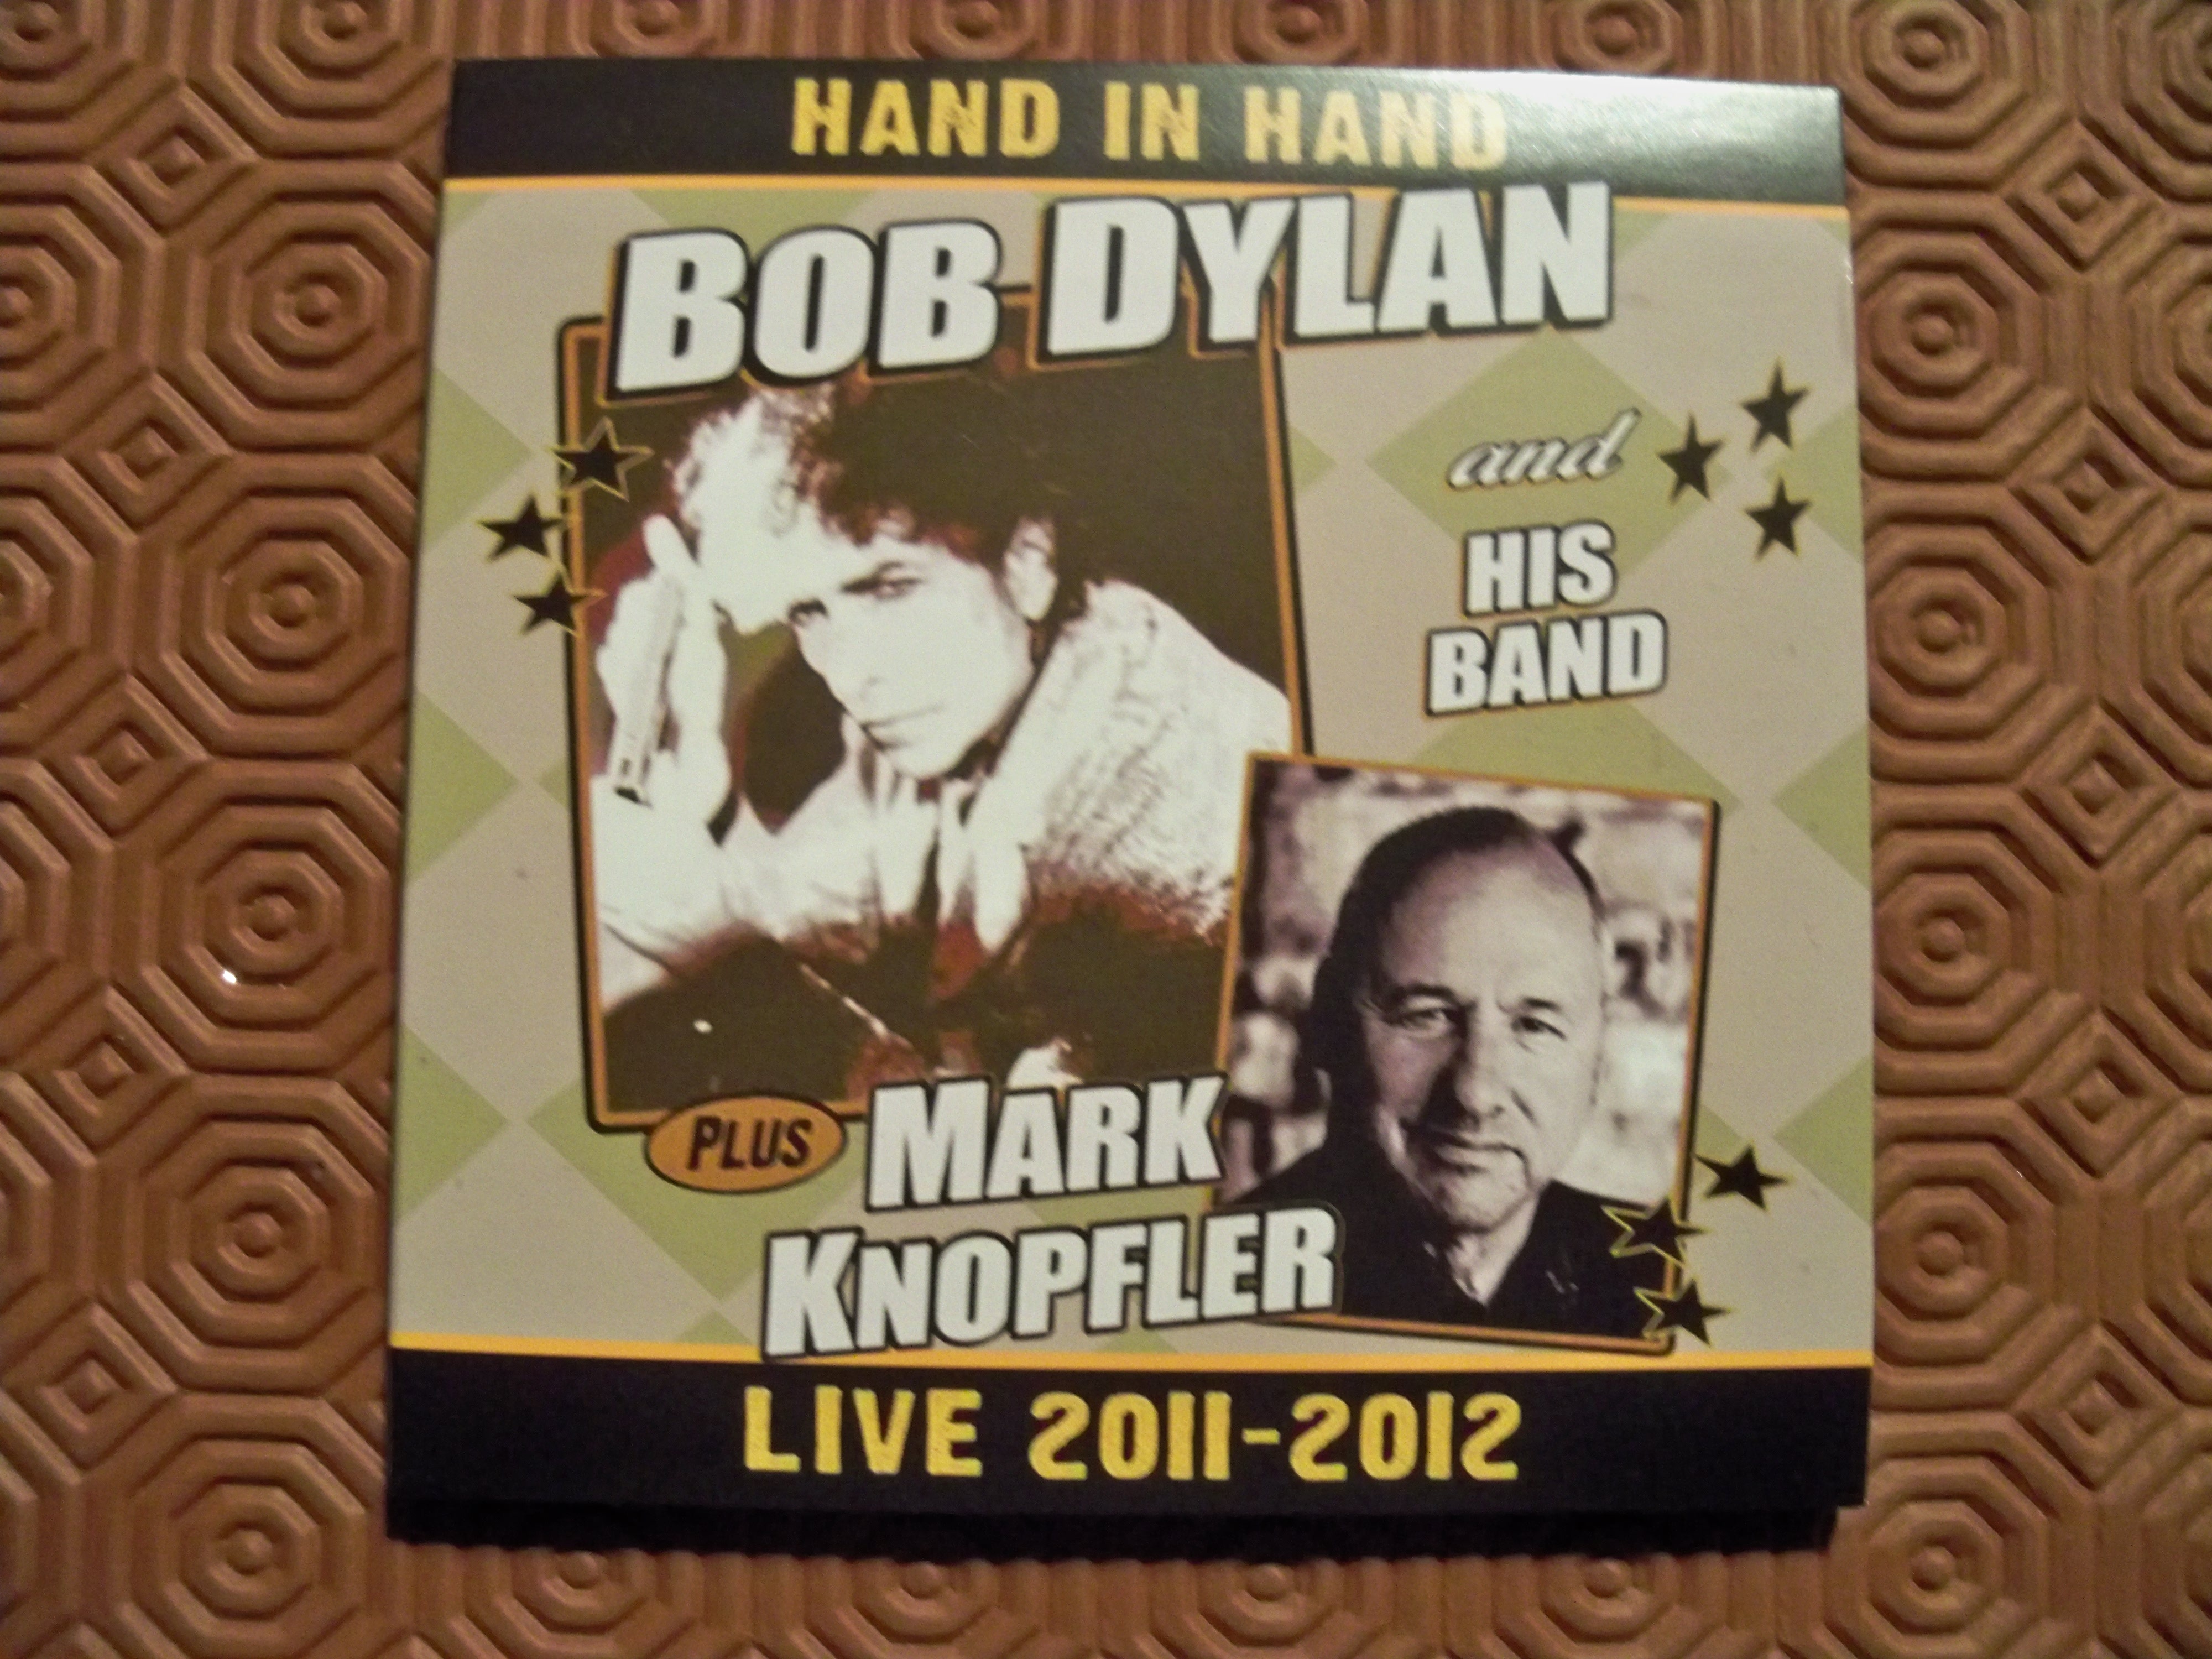 HAND IN HAND
BOB DYLAN
and
HIS
BAND
PLUS MARK
KNOPFLER
LIVE 2011-2012